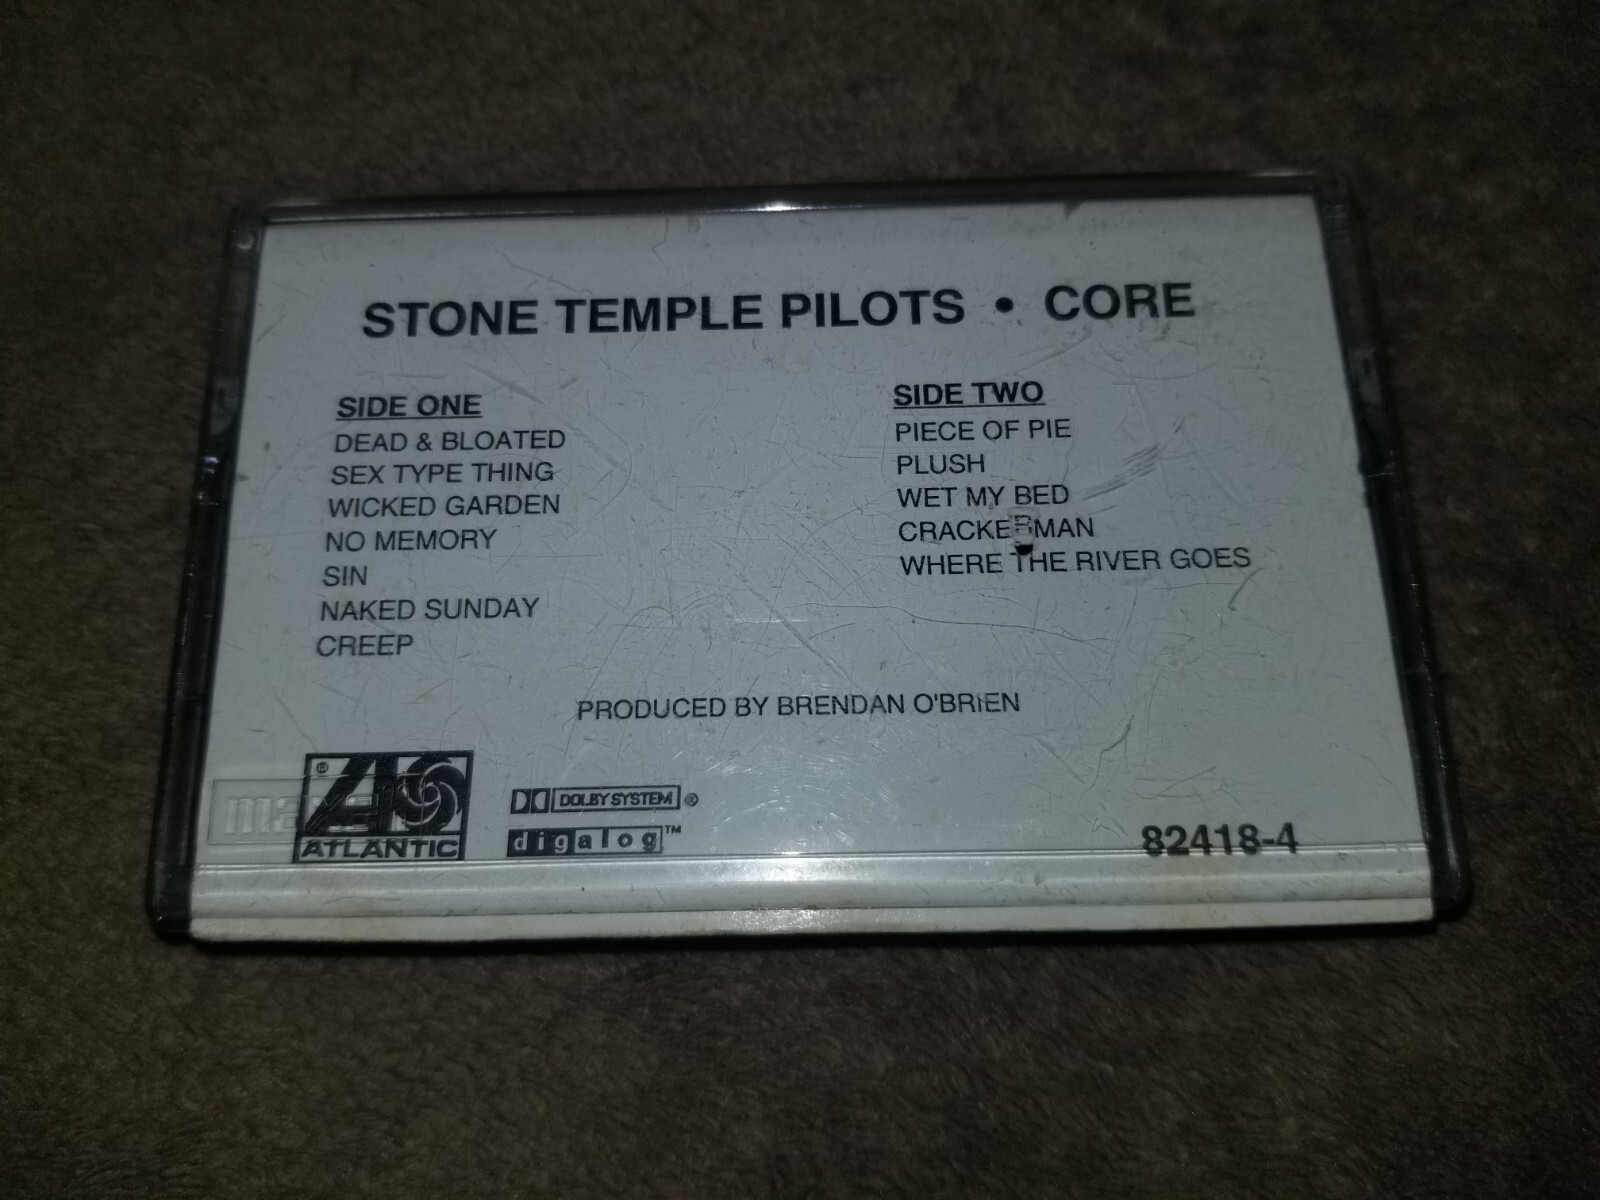 STONE TEMPLE PILOTS • CORE
SIDE ONE
DEAD & BLOATED
SEX TYPE THING
WICKED GARDEN
NO MEMORY
SIN
NAKED SUNDAY
CREEP
SIDE TWO
PIECE OF PIE
PLUSH
WET MY BED
CRACKERMAN
WHERE THE RIVER GOES
PRODUCED BY BRENDAN O'BRIEN
®
ATLANTIC
DOLBY SYSTEM ®
digalog™
82418-4